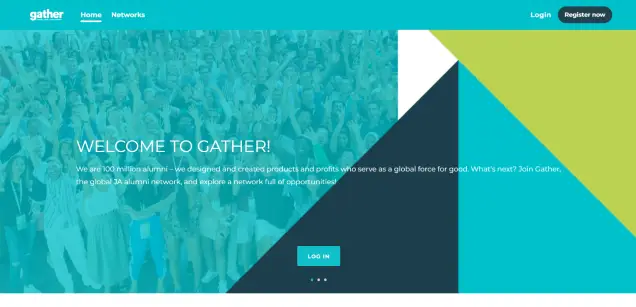 gather
Home
Networks
Login
Register now
WELCOME TO GATHER!
We are 100 million alumni – we designed and created products and profits who serve as a global force for good. What's next? Join Gather,
the global JA alumni network, and explore a network full of opportunities!
LOG IN